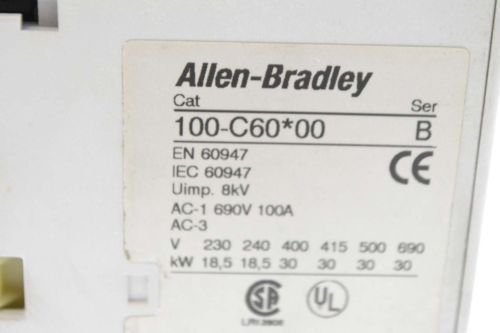 Allen-Bradley
Cat Ser
100-C60*00 B
EN 60947
IEC 60947
CE
Uimp. 8kV
AC-1 690V 100A
AC-3
V 230 240 400 415 500 690
kW 18,5 18,5 30 30 30 30
SA UL